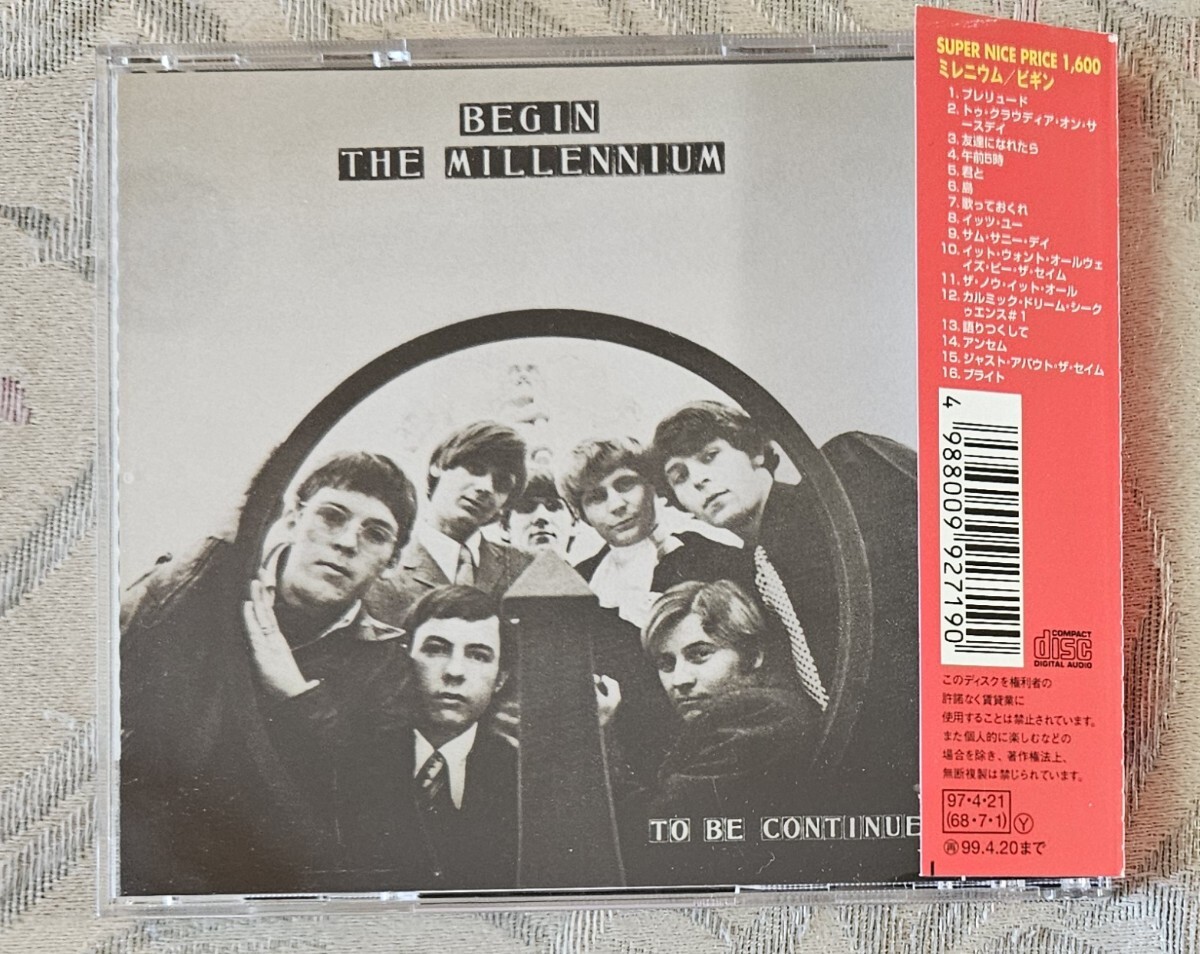 BEGIN
THE MILLENNIUM
TO BE CONTINUE
SUPER NICE PRICE 1,600
ミレニウム/ビギン
1. プレリュード
2. トゥ・クラウディア・オン・サ
ースデイ
3. 友達になれたら
4. 午前5時
5. 君と
6. 島
7. 歌っておくれ
8. イッツ・ユー
9. サム・サニー・デイ
10. イット・ウォント・オールウェ
イズ・ビー・ザ・セイム
11. ザ・ノウ・イット・オール
12. カルミック・ドリーム・シーク
ゥエンス#1
13. 語りつくして
14. アンセム
15. ジャスト・アバウト・ザ・セイム
16. ブライト
4 988009 927190
COMPACT
disc
DIGITAL AUDIO
このディスクを権利者の
許諾なく賃貸業に
使用することは禁止されています。
また個人的に楽しむなどの
場合を除き、著作権法上、
無断複製は禁じられています。
97・4・21
(68・7・1) Ⓨ
㊂99.4.20まで